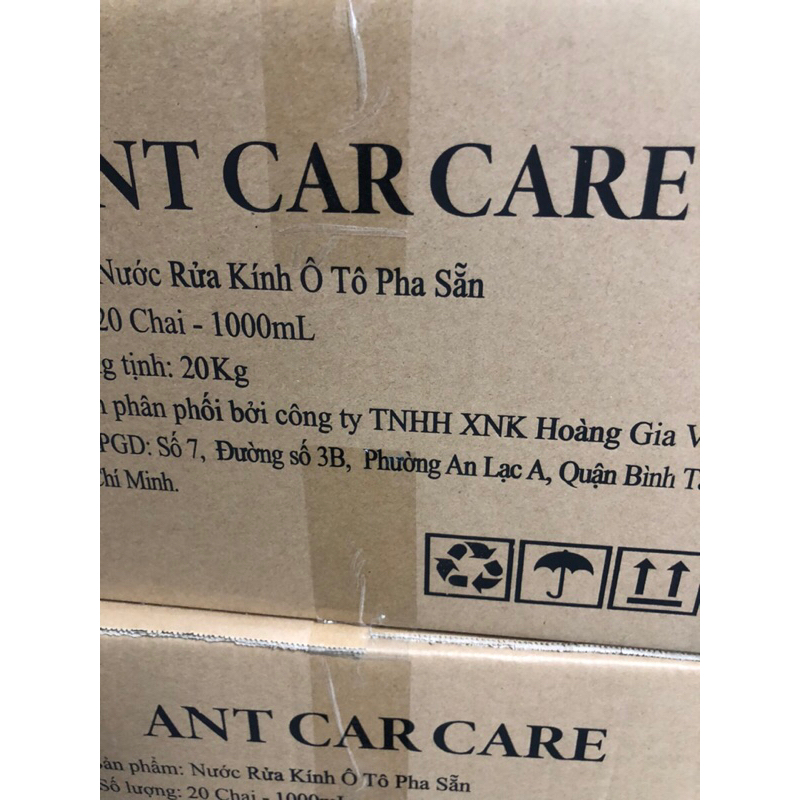 NT CAR CARE
Nước Rửa Kính Ô Tô Pha Sẵn
20 Chai - 1000mL
g tịnh: 20Kg
phân phối bởi công ty TNHH XNK Hoàng Gia V
PGD: Số 7, Đường số 3B, Phường An Lạc A, Quận Bình T
Chí Minh.
ANT CAR CARE
ản phẩm: Nước Rửa Kính Ô Tô Pha Sẵn
Số lượng: 20 Chai - 1000mL